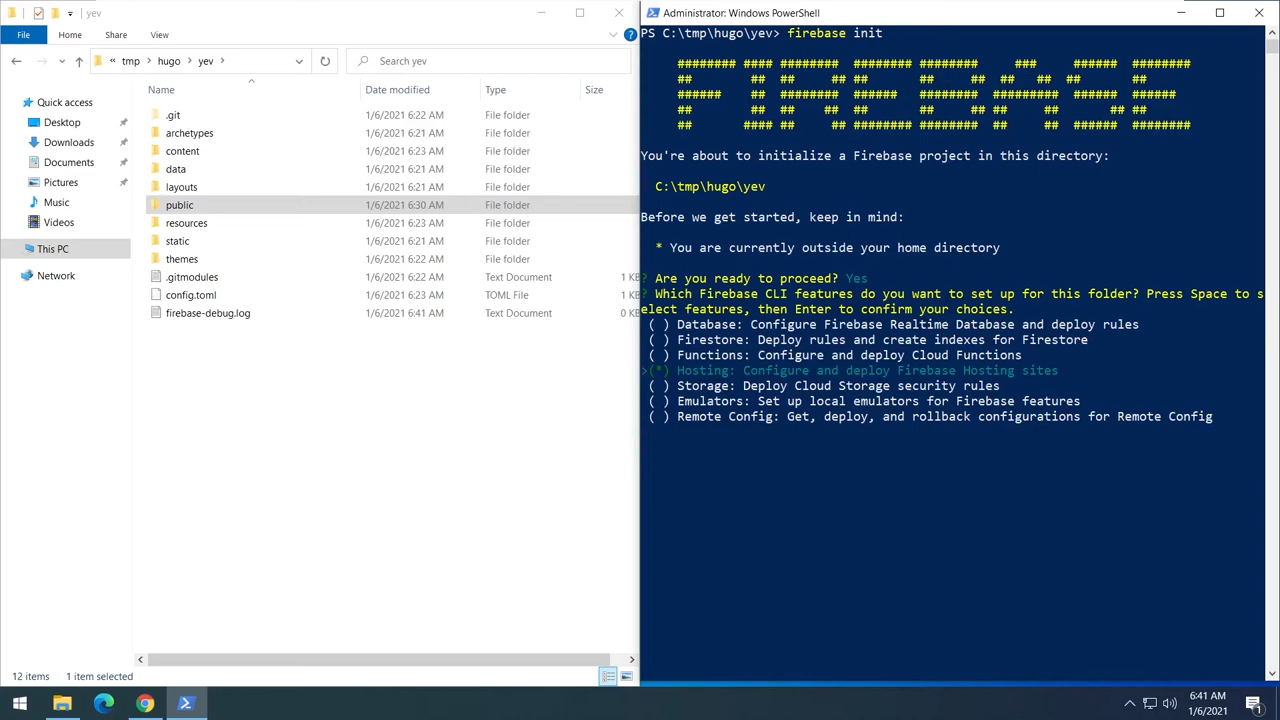 yev
File
Home
Share
View
tmp
hugo
yev
Search yev
Name
Date modified
Type
Size
Quick access
Desktop
Downloads
Documents
Pictures
Music
Videos
This PC
Network
.git 1/6/2021 6:22 AM File folder
archetypes 1/6/2021 6:21 AM File folder
content 1/6/2021 6:23 AM File folder
data 1/6/2021 6:21 AM File folder
layouts 1/6/2021 6:21 AM File folder
public 1/6/2021 6:30 AM File folder
resources 1/6/2021 6:23 AM File folder
static 1/6/2021 6:21 AM File folder
themes 1/6/2021 6:22 AM File folder
.gitmodules 1/6/2021 6:22 AM Text Document 1 KB
config.toml 1/6/2021 6:23 AM TOML File 1 KB
firebase-debug.log 1/6/2021 6:41 AM Text Document 0 KB
12 items 1 item selected
Administrator: Windows PowerShell
PS C:\tmp\hugo\yev> firebase init
FIREBASE
You're about to initialize a Firebase project in this directory:
C:\tmp\hugo\yev
Before we get started, keep in mind:
* You are currently outside your home directory
? Are you ready to proceed? Yes
? Which Firebase CLI features do you want to set up for this folder? Press Space to s
elect features, then Enter to confirm your choices.
( ) Database: Configure Firebase Realtime Database and deploy rules
( ) Firestore: Deploy rules and create indexes for Firestore
( ) Functions: Configure and deploy Cloud Functions
>(*) Hosting: Configure and deploy Firebase Hosting sites
( ) Storage: Deploy Cloud Storage security rules
( ) Emulators: Set up local emulators for Firebase features
( ) Remote Config: Get, deploy, and rollback configurations for Remote Config
6:41 AM
1/6/2021
1